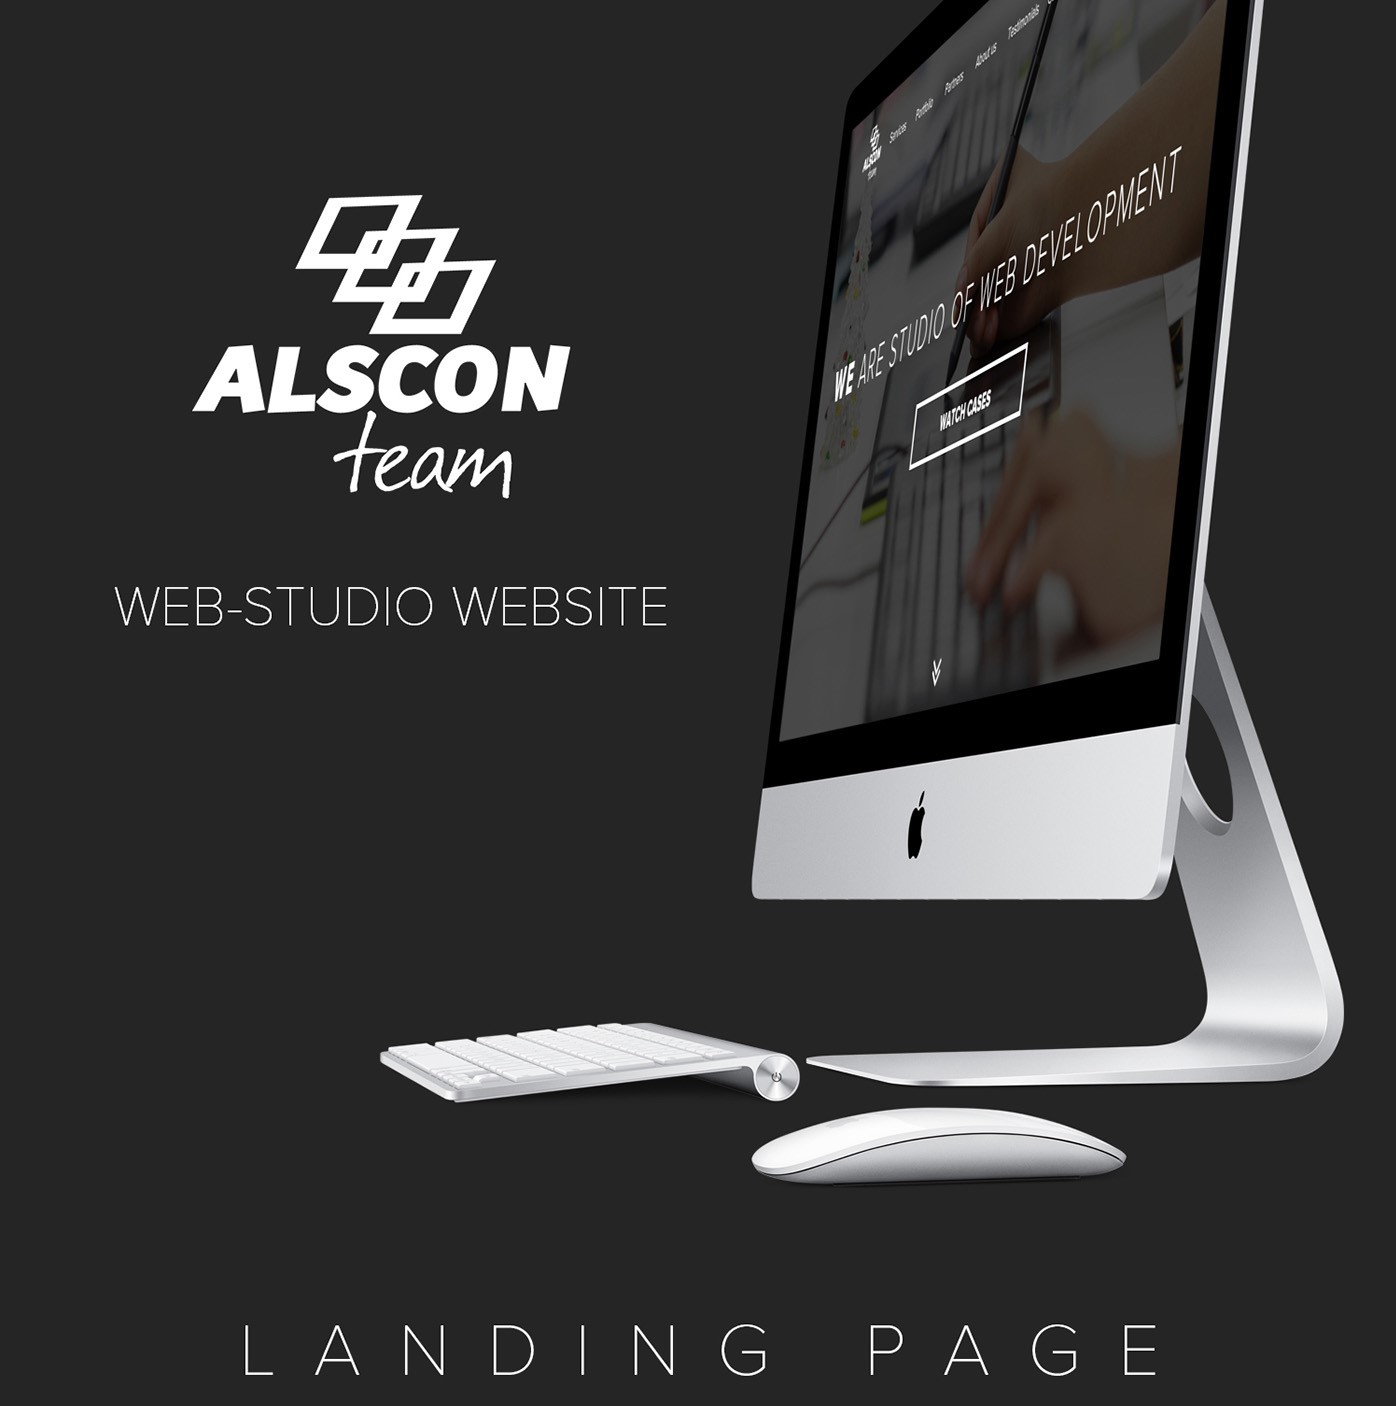 ALSCON
team
WEB-STUDIO WEBSITE
ALSCON
team
Services Portfolio Partners About us Testimonials
WE ARE STUDIO OF WEB DEVELOPMENT
WATCH CASES
LANDING PAGE